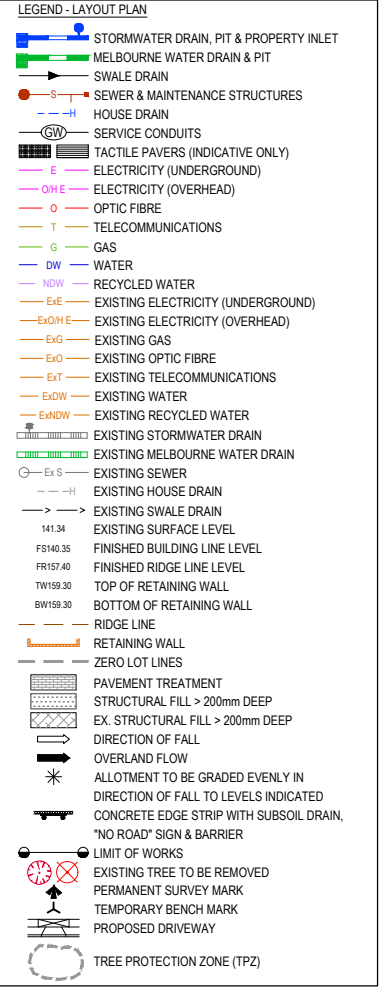 LEGEND - LAYOUT PLAN
STORMWATER DRAIN, PIT & PROPERTY INLET
MELBOURNE WATER DRAIN & PIT
SWALE DRAIN
S SEWER & MAINTENANCE STRUCTURES
H HOUSE DRAIN
GW SERVICE CONDUITS
TACTILE PAVERS (INDICATIVE ONLY)
E ELECTRICITY (UNDERGROUND)
O/H E ELECTRICITY (OVERHEAD)
O OPTIC FIBRE
T TELECOMMUNICATIONS
G GAS
DW WATER
NDW RECYCLED WATER
ExE EXISTING ELECTRICITY (UNDERGROUND)
ExO/H E EXISTING ELECTRICITY (OVERHEAD)
ExG EXISTING GAS
ExO EXISTING OPTIC FIBRE
ExT EXISTING TELECOMMUNICATIONS
ExDW EXISTING WATER
ExNDW EXISTING RECYCLED WATER
EXISTING STORMWATER DRAIN
EXISTING MELBOURNE WATER DRAIN
Ex S EXISTING SEWER
H EXISTING HOUSE DRAIN
EXISTING SWALE DRAIN
141.34 EXISTING SURFACE LEVEL
FS140.35 FINISHED BUILDING LINE LEVEL
FR157.40 FINISHED RIDGE LINE LEVEL
TW159.30 TOP OF RETAINING WALL
BW159.30 BOTTOM OF RETAINING WALL
RIDGE LINE
RETAINING WALL
ZERO LOT LINES
PAVEMENT TREATMENT
STRUCTURAL FILL > 200mm DEEP
EX. STRUCTURAL FILL > 200mm DEEP
DIRECTION OF FALL
OVERLAND FLOW
ALLOTMENT TO BE GRADED EVENLY IN
DIRECTION OF FALL TO LEVELS INDICATED
CONCRETE EDGE STRIP WITH SUBSOIL DRAIN,
"NO ROAD" SIGN & BARRIER
LIMIT OF WORKS
EXISTING TREE TO BE REMOVED
PERMANENT SURVEY MARK
TEMPORARY BENCH MARK
PROPOSED DRIVEWAY
TREE PROTECTION ZONE (TPZ)